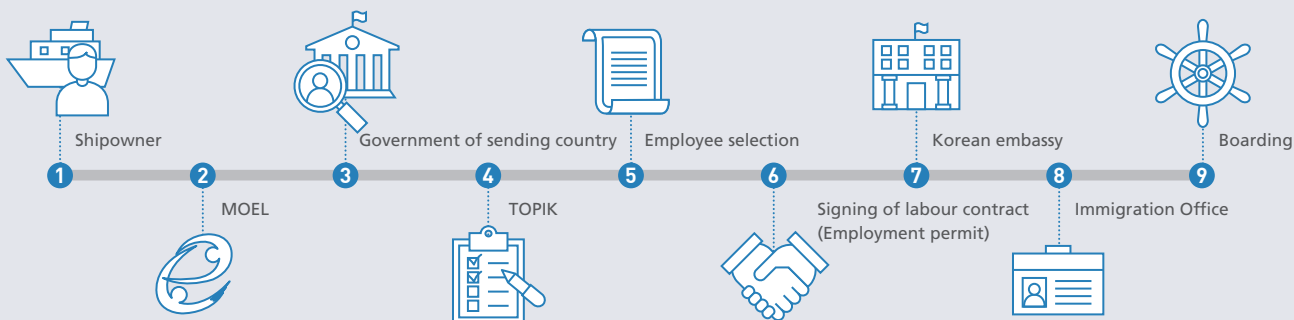 Shipowner
1
2
MOEL
Government of sending country
3
4
TOPIK
Employee selection
5
6
Signing of labour contract
(Employment permit)
Korean embassy
7
8
Immigration Office
Boarding
9